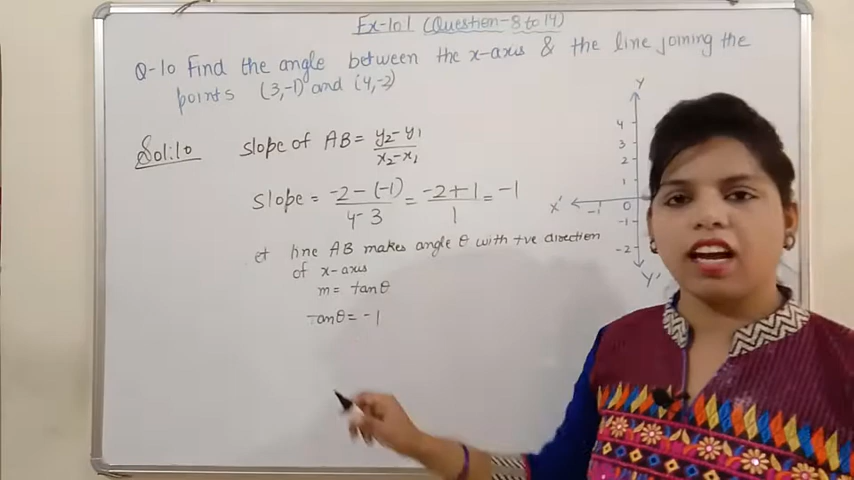 Ex-10.1 (Question-8 to 14)
Q-10 Find the angle between the x-axis & the line joining the
points (3,-1) and (4,-2)
Sol:10 slope of AB = y₂-y₁ / x₂-x₁
slope = -2-(-1) / 4-3 = -2+1 / 1 = -1
et line AB makes angle θ with +ve direction
of x-axis
m = tanθ
tanθ = -1
Y
4
3
2
1
X' -1 0
-1
-2
Y'